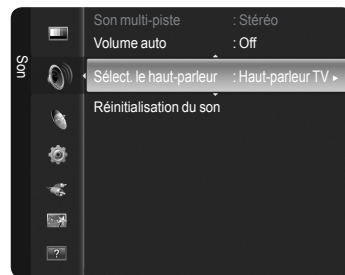 Son
Son multi-piste : Stéréo
Volume auto : Off
Sélect. le haut-parleur : Haut-parleur TV ►
Réinitialisation du son
?